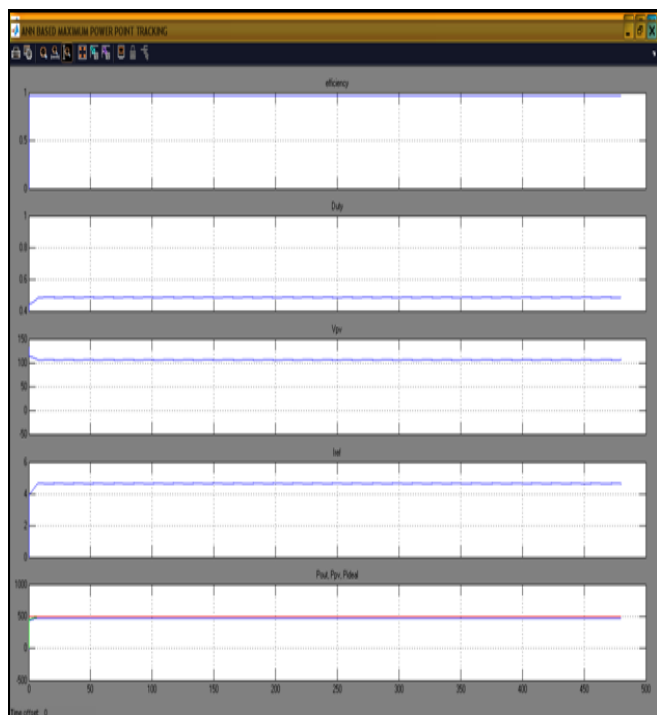 ANN BASED MAXIMUM POWER POINT TRACKING
efficiency
1
0.5
0
Duty
1
0.8
0.6
0.4
Vpv
150
100
50
0
-50
Iref
6
4
2
0
Pout, Ppv, Pideal
1000
500
0
-500
0 50 100 150 200 250 300 350 400 450 500
Time offset: 0